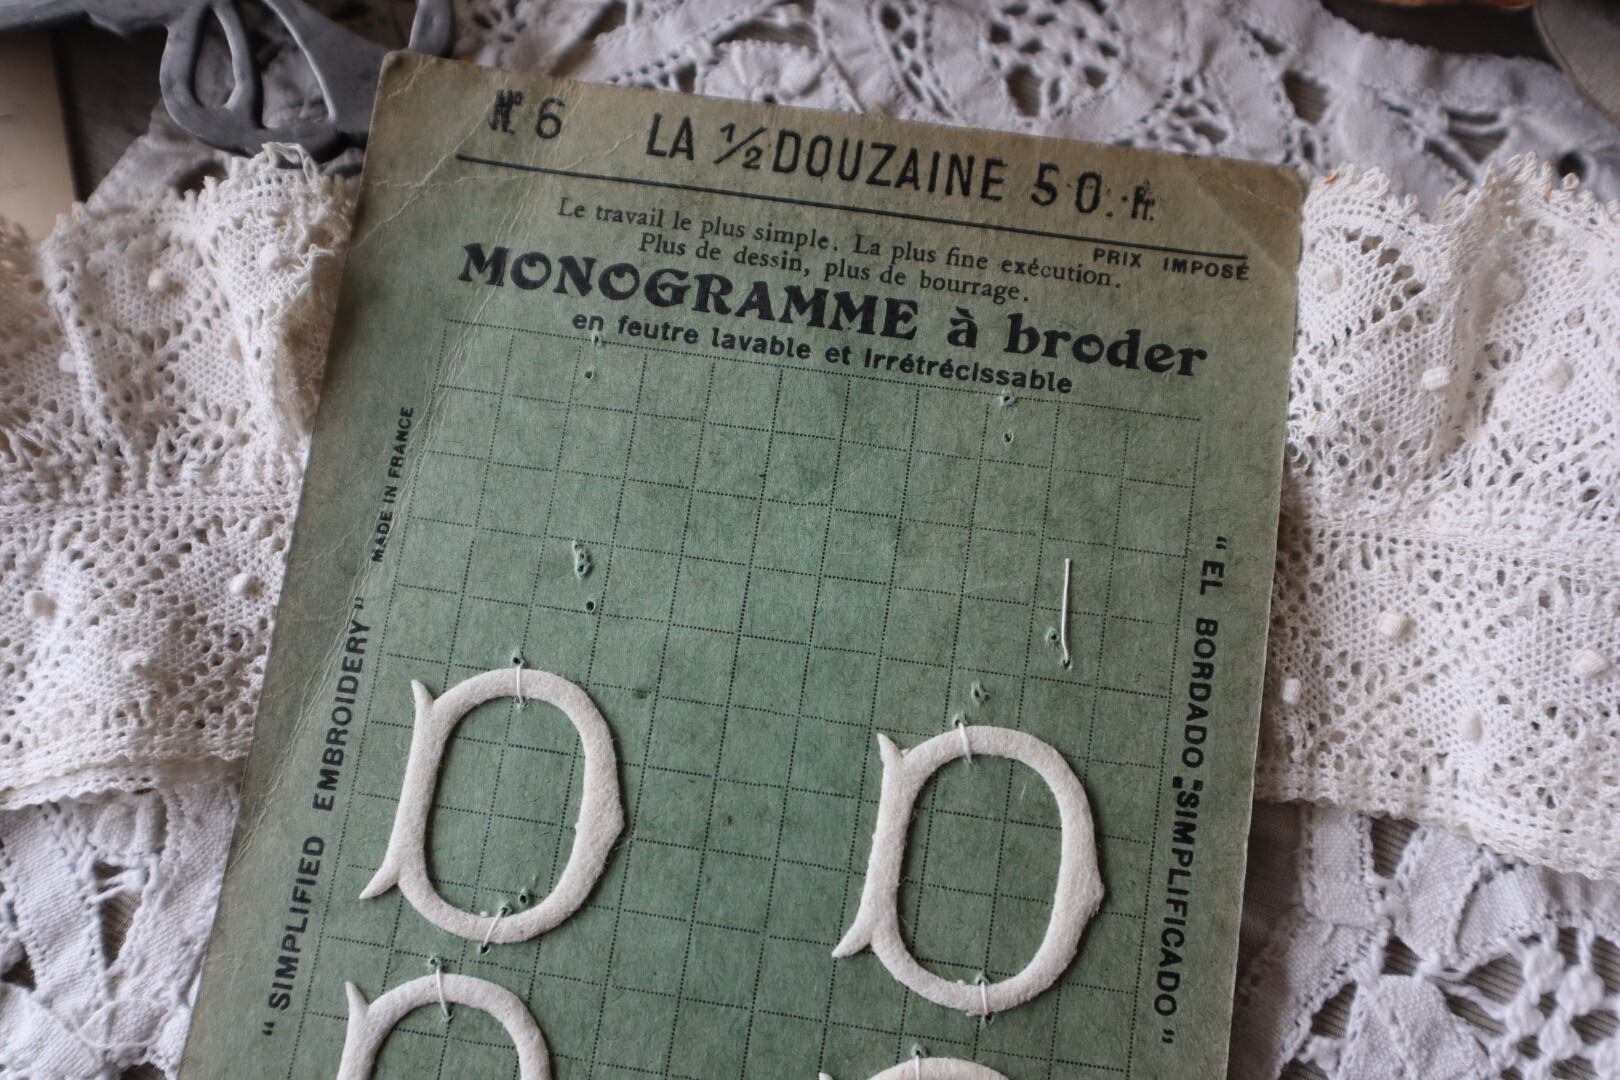 N° 6 LA ½ DOUZAINE 50. fr.
PRIX IMPOSÉ
Le travail le plus simple. La plus fine exécution.
Plus de dessin, plus de bourrage.
MONOGRAMME à broder
en feutre lavable et irrétrécissable
MADE IN FRANCE
"SIMPLIFIED EMBROIDERY"
"EL BORDADO "SIMPLIFICADO"
D D
D